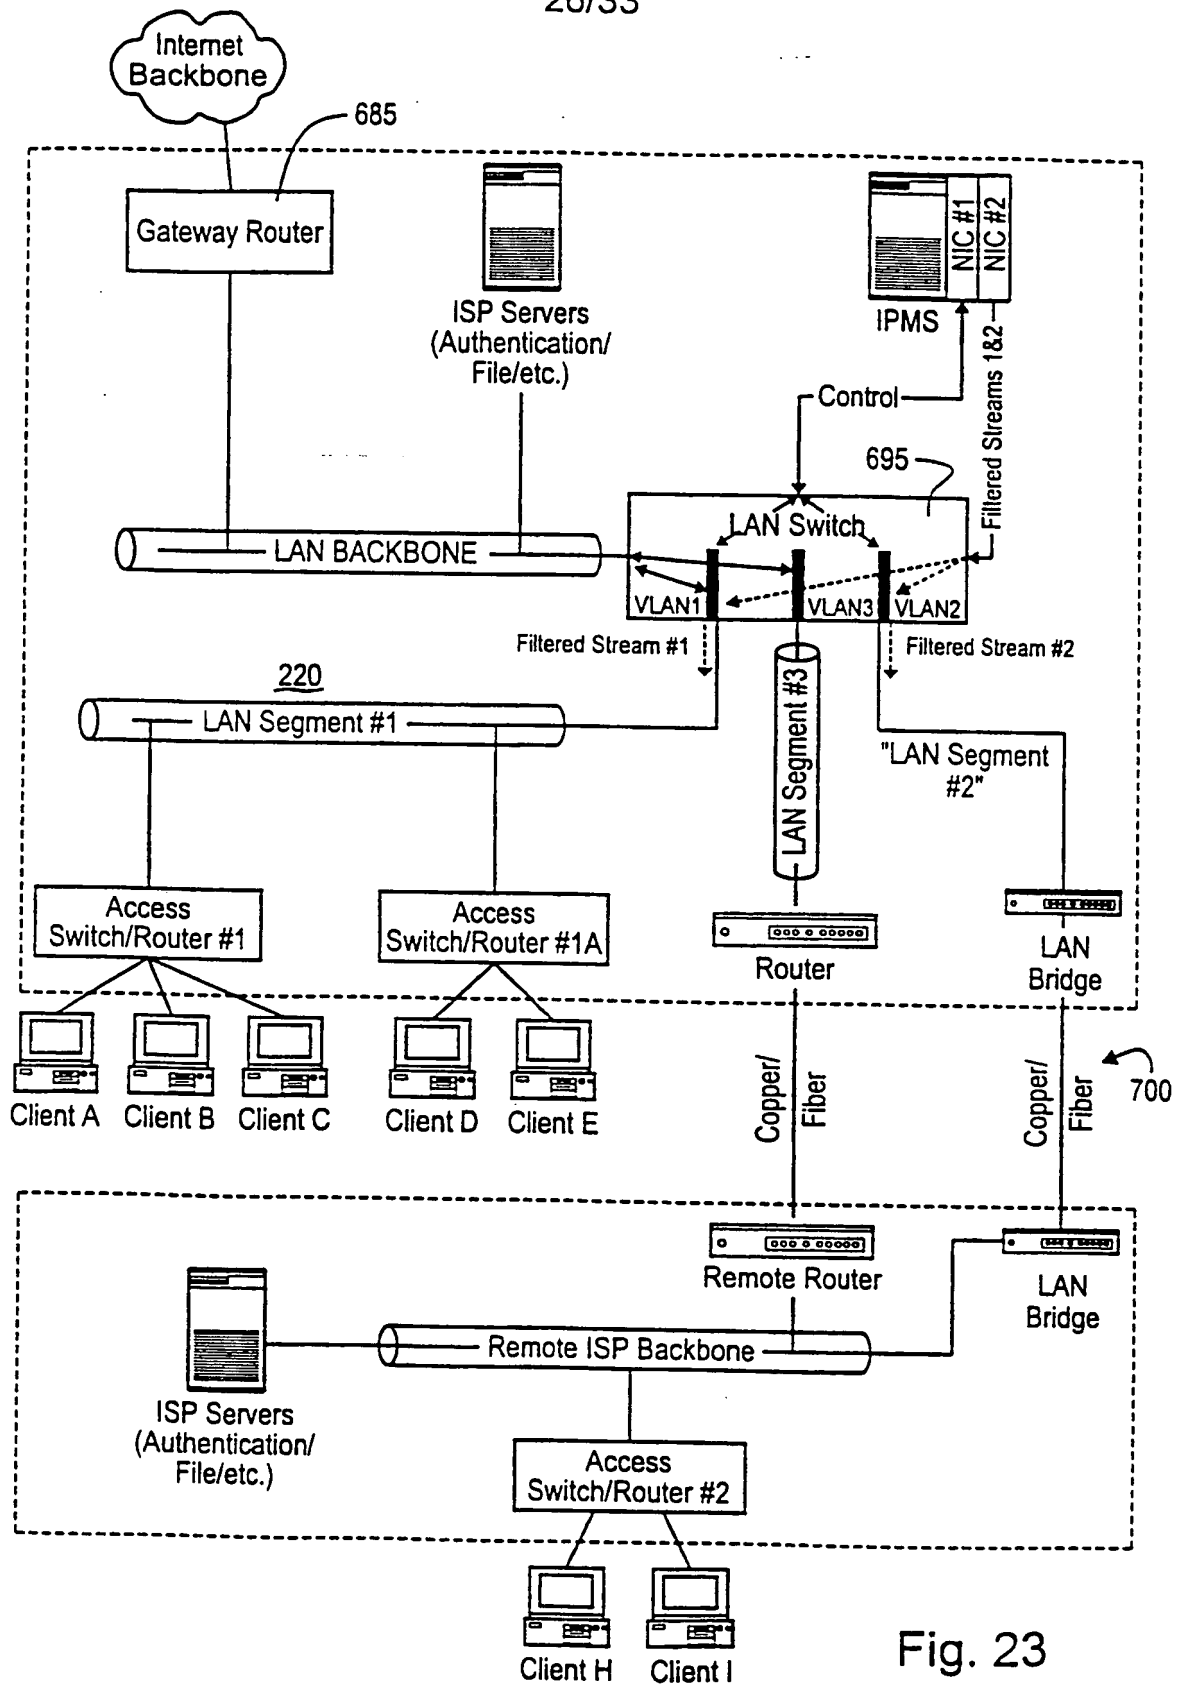 26/33
Internet
Backbone
685
Gateway Router
ISP Servers
(Authentication/
File/etc.)
NIC #1
NIC #2
IPMS
Filtered Streams 1&2
Control
695
LAN Switch
LAN BACKBONE
VLAN1
VLAN3
VLAN2
Filtered Stream #1
Filtered Stream #2
220
LAN Segment #1
LAN Segment #3
"LAN Segment
#2"
Access
Switch/Router #1
Access
Switch/Router #1A
Router
LAN
Bridge
Client A
Client B
Client C
Client D
Client E
Copper/
Fiber
Copper/
Fiber
700
Remote Router
LAN
Bridge
Remote ISP Backbone
ISP Servers
(Authentication/
File/etc.)
Access
Switch/Router #2
Client H
Client I
Fig. 23